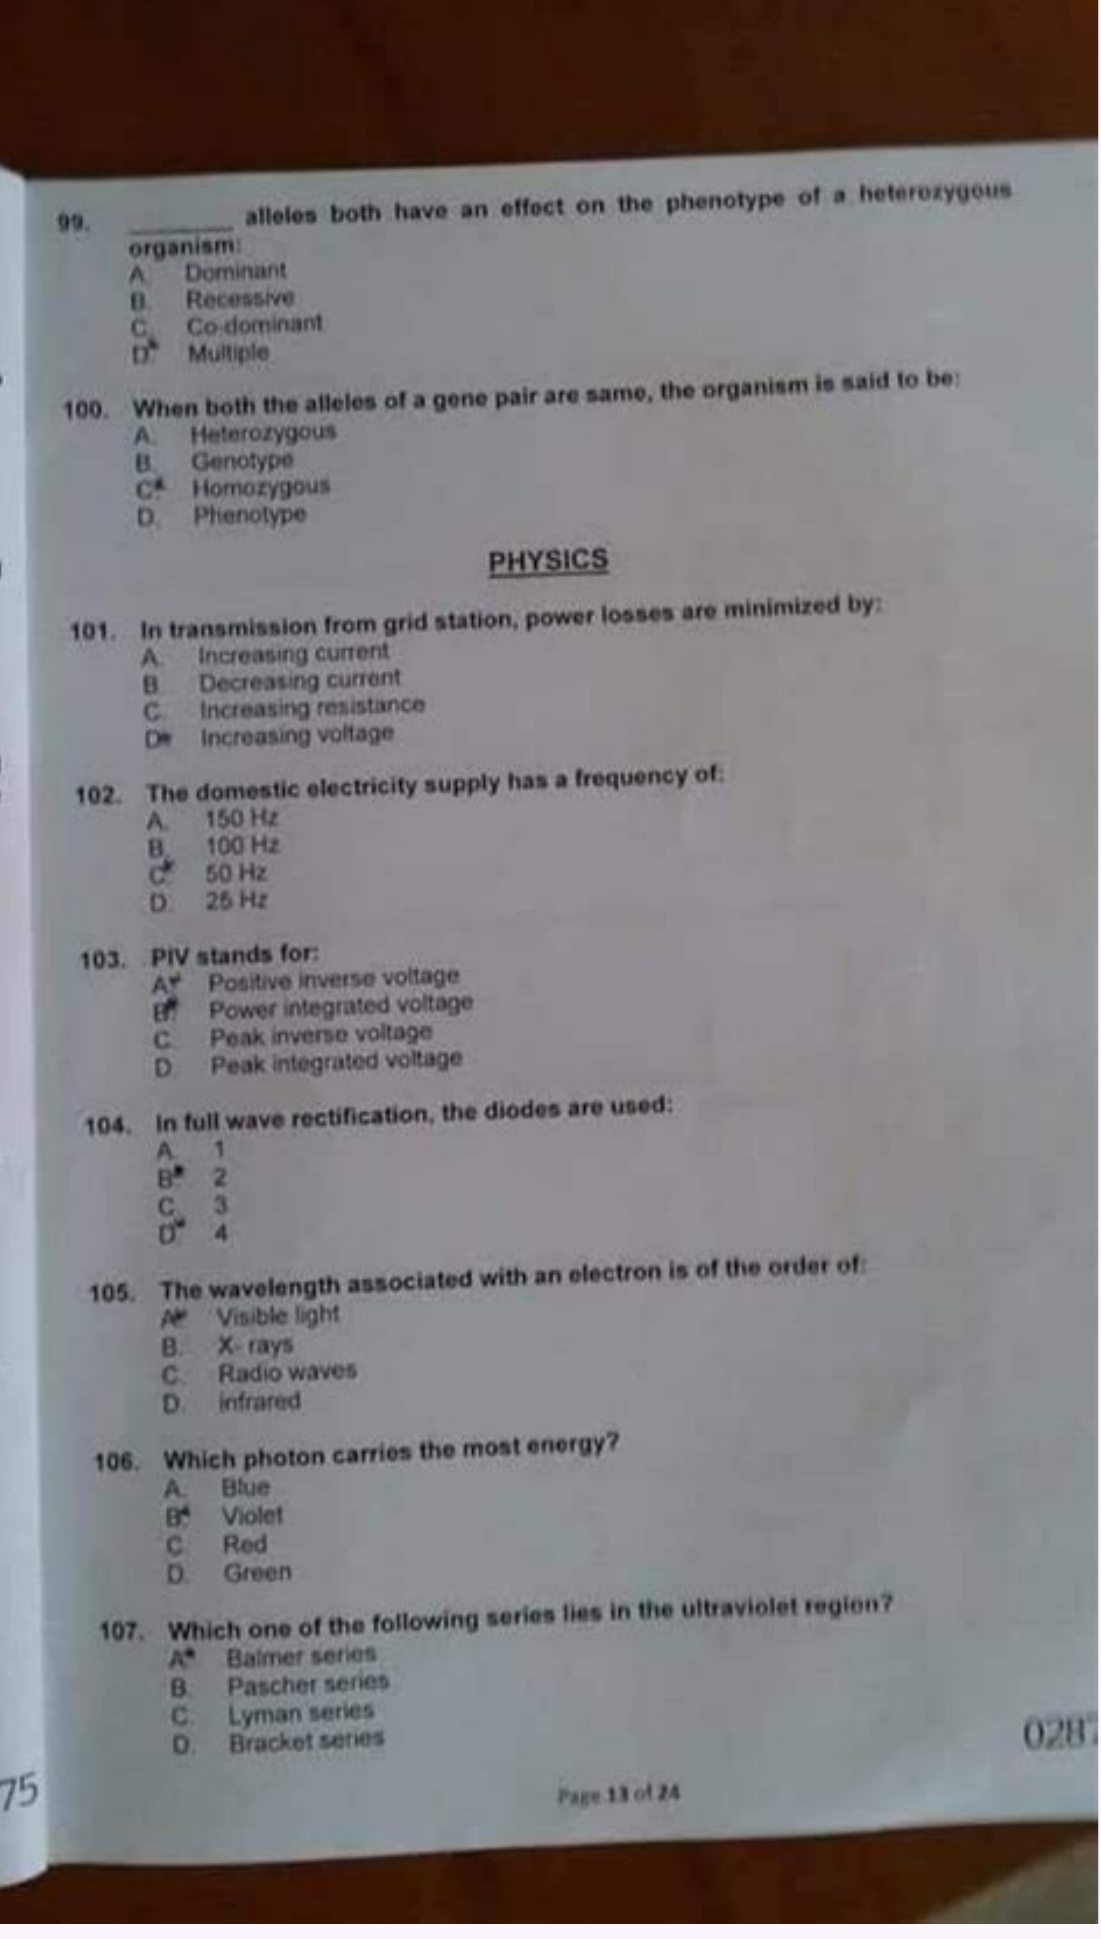 99. ________ alleles both have an effect on the phenotype of a heterozygous
organism:
A. Dominant
B. Recessive
C. Co-dominant
D. Multiple
100. When both the alleles of a gene pair are same, the organism is said to be:
A. Heterozygous
B. Genotype
C. Homozygous
D. Phenotype
PHYSICS
101. In transmission from grid station, power losses are minimized by:
A. Increasing current
B. Decreasing current
C. Increasing resistance
D. Increasing voltage
102. The domestic electricity supply has a frequency of:
A. 150 Hz
B. 100 Hz
C. 50 Hz
D. 25 Hz
103. PIV stands for:
A. Positive inverse voltage
B. Power integrated voltage
C. Peak inverse voltage
D. Peak integrated voltage
104. In full wave rectification, the diodes are used:
A. 1
B. 2
C. 3
D. 4
105. The wavelength associated with an electron is of the order of:
A. Visible light
B. X- rays
C. Radio waves
D. infrared
106. Which photon carries the most energy?
A. Blue
B. Violet
C. Red
D. Green
107. Which one of the following series lies in the ultraviolet region?
A. Balmer series
B. Pascher series
C. Lyman series
D. Bracket series
75
Page 13 of 24